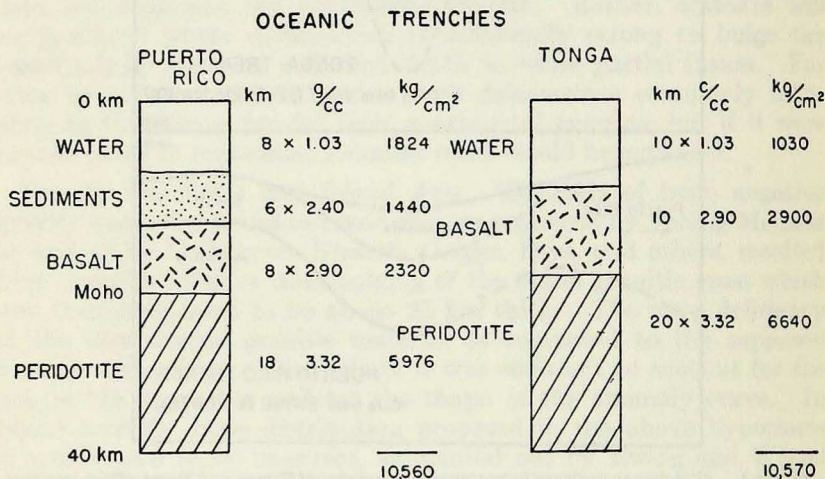 OCEANIC TRENCHES
PUERTO RICO
km g/cc kg/cm2
0 km
WATER 8 x 1.03 1824
SEDIMENTS 6 x 2.40 1440
BASALT 8 x 2.90 2320
Moho
PERIDOTITE 18 3.32 5976
40 km
10,560
TONGA
km c/cc kg/cm2
WATER 10 x 1.03 1030
BASALT 10 2.90 2900
PERIDOTITE 20 x 3.32 6640
10,570